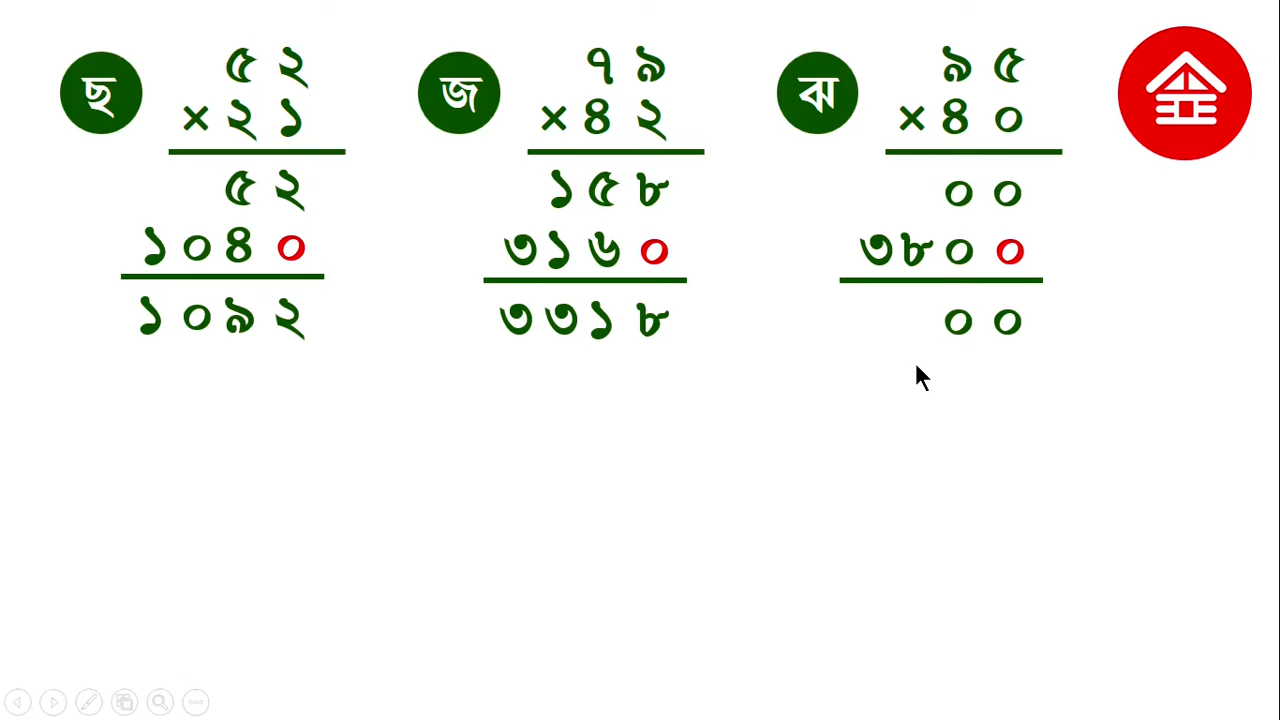 ছ
৫ ২
× ২ ১
৫ ২
১ ০ ৪ ০
১ ০ ৯ ২
জ
৭ ৯
× ৪ ২
১ ৫ ৮
৩ ১ ৬ ০
৩ ৩ ১ ৮
ঝ
৯ ৫
× ৪ ০
০ ০
৩ ৮ ০ ০
০ ০